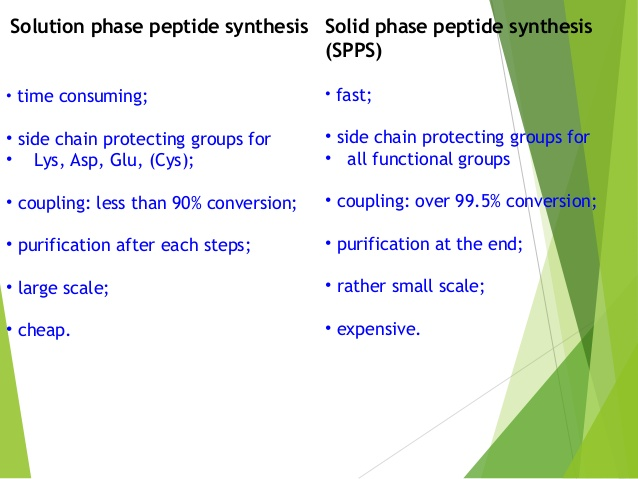 Solution phase peptide synthesis
• time consuming;
• side chain protecting groups for
• Lys, Asp, Glu, (Cys);
• coupling: less than 90% conversion;
• purification after each steps;
• large scale;
• cheap.
Solid phase peptide synthesis
(SPPS)
• fast;
• side chain protecting groups for
• all functional groups
• coupling: over 99.5% conversion;
• purification at the end;
• rather small scale;
• expensive.